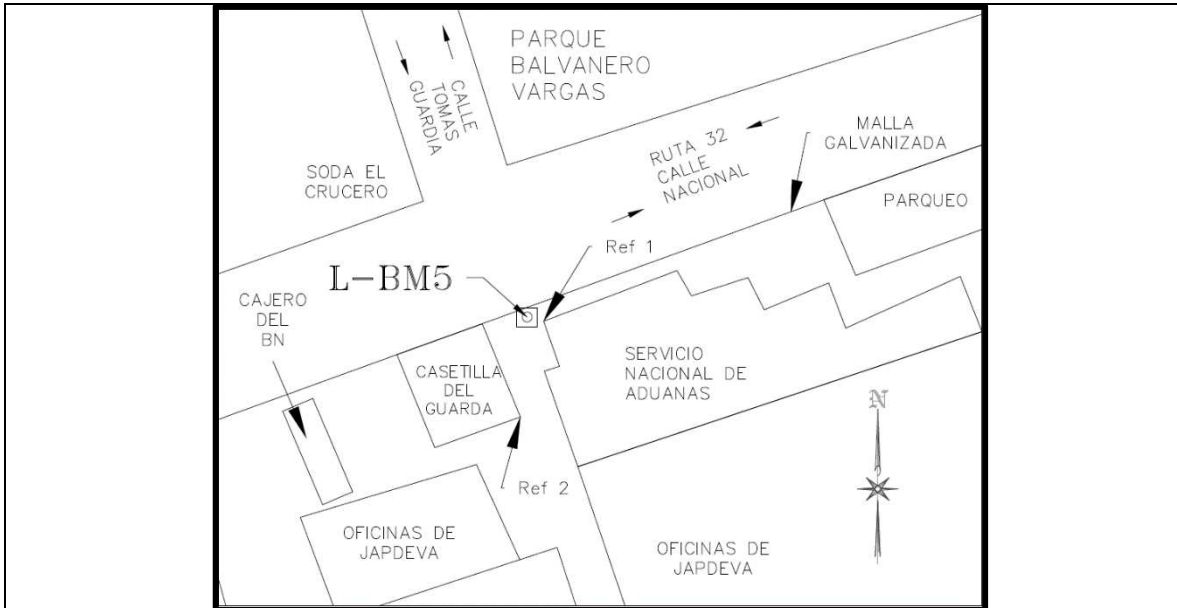 PARQUE
BALVANERO
VARGAS
CALLE
TOMAS
GUARDIA
MALLA
GALVANIZADA
RUTA 32
CALLE
NACIONAL
SODA EL
CRUCERO
PARQUEO
Ref 1
L-BM5
CAJERO
DEL
BN
SERVICIO
NACIONAL DE
ADUANAS
CASETILLA
DEL
GUARDA
N
Ref 2
OFICINAS DE
JAPDEVA
OFICINAS DE
JAPDEVA